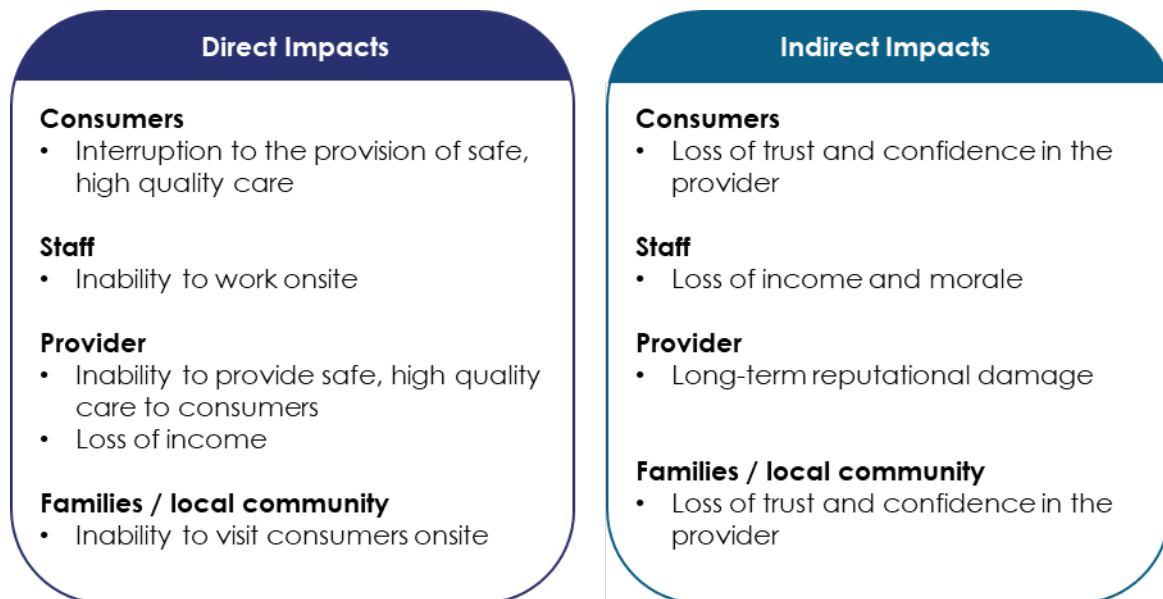 Direct Impacts
Consumers
• Interruption to the provision of safe,
high quality care
Staff
• Inability to work onsite
Provider
• Inability to provide safe, high quality
care to consumers
• Loss of income
Families / local community
• Inability to visit consumers onsite
Indirect Impacts
Consumers
• Loss of trust and confidence in the
provider
Staff
• Loss of income and morale
Provider
• Long-term reputational damage
Families / local community
• Loss of trust and confidence in the
provider